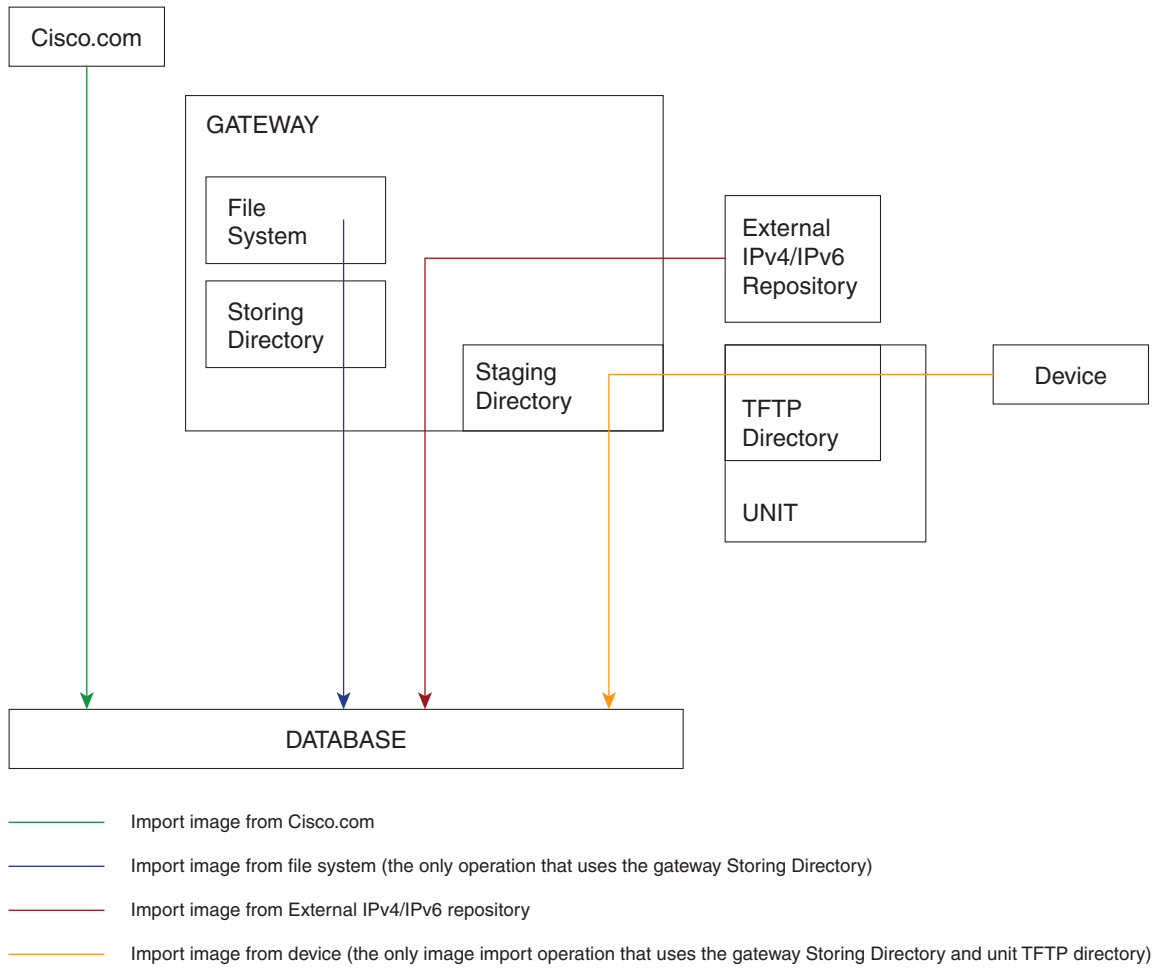 Cisco.com
GATEWAY
File
System
Storing
Directory
Staging
Directory
External
IPv4/IPv6
Repository
TFTP
Directory
UNIT
Device
DATABASE
Import image from Cisco.com
Import image from file system (the only operation that uses the gateway Storing Directory)
Import image from External IPv4/IPv6 repository
Import image from device (the only image import operation that uses the gateway Storing Directory and unit TFTP directory)